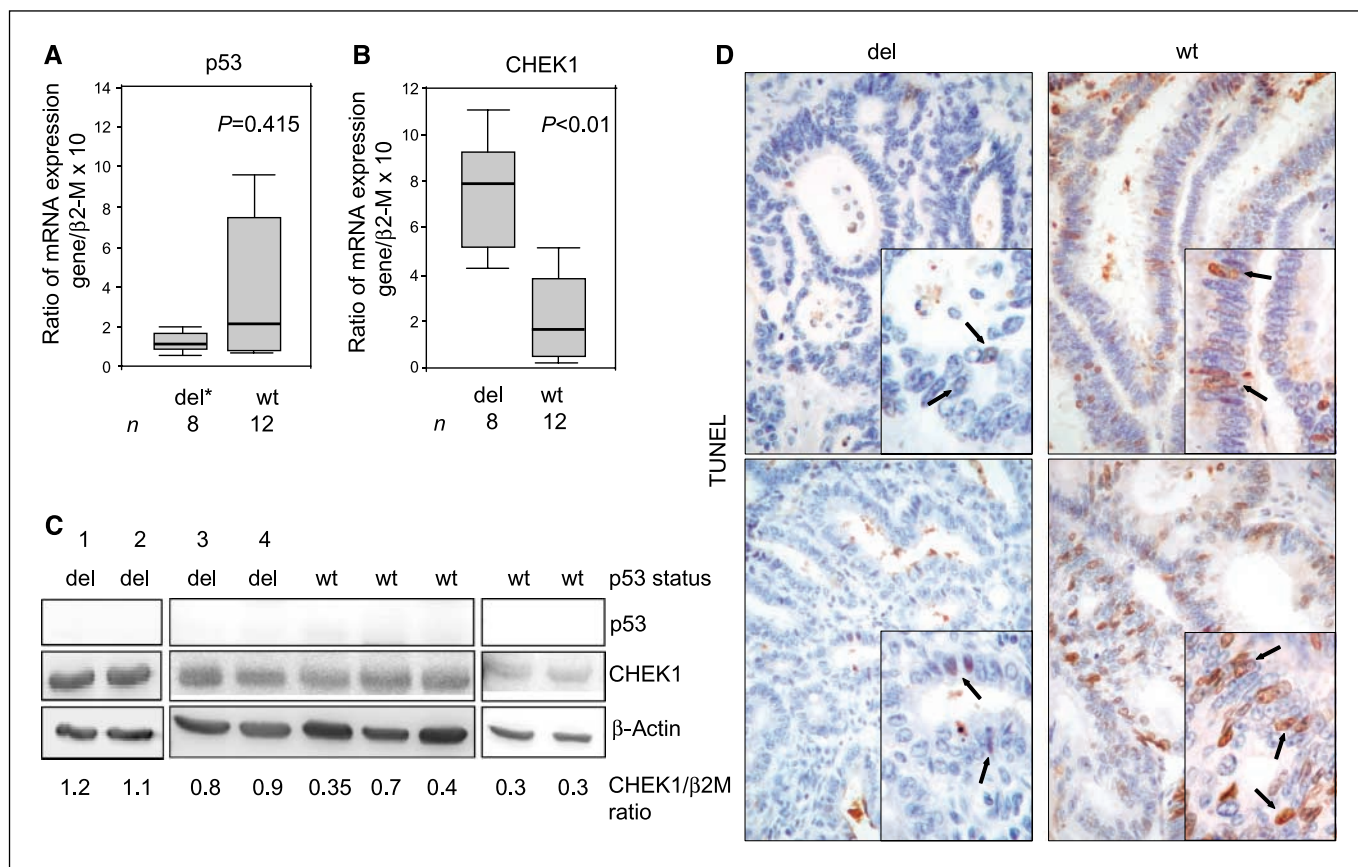 A
p53
Ratio of mRNA expression
gene/β2-M x 10
14
12
10
8
6
4
2
0
P=0.415
del* wt
n 8 12
B
CHEK1
Ratio of mRNA expression
gene/β2-M x 10
12
10
8
6
4
2
0
P<0.01
del wt
n 8 12
C
1 2 3 4
del del del del wt wt wt wt wt p53 status
p53
CHEK1
β-Actin
1.2 1.1 0.8 0.9 0.35 0.7 0.4 0.3 0.3 CHEK1/β2M
ratio
D
del wt
TUNEL